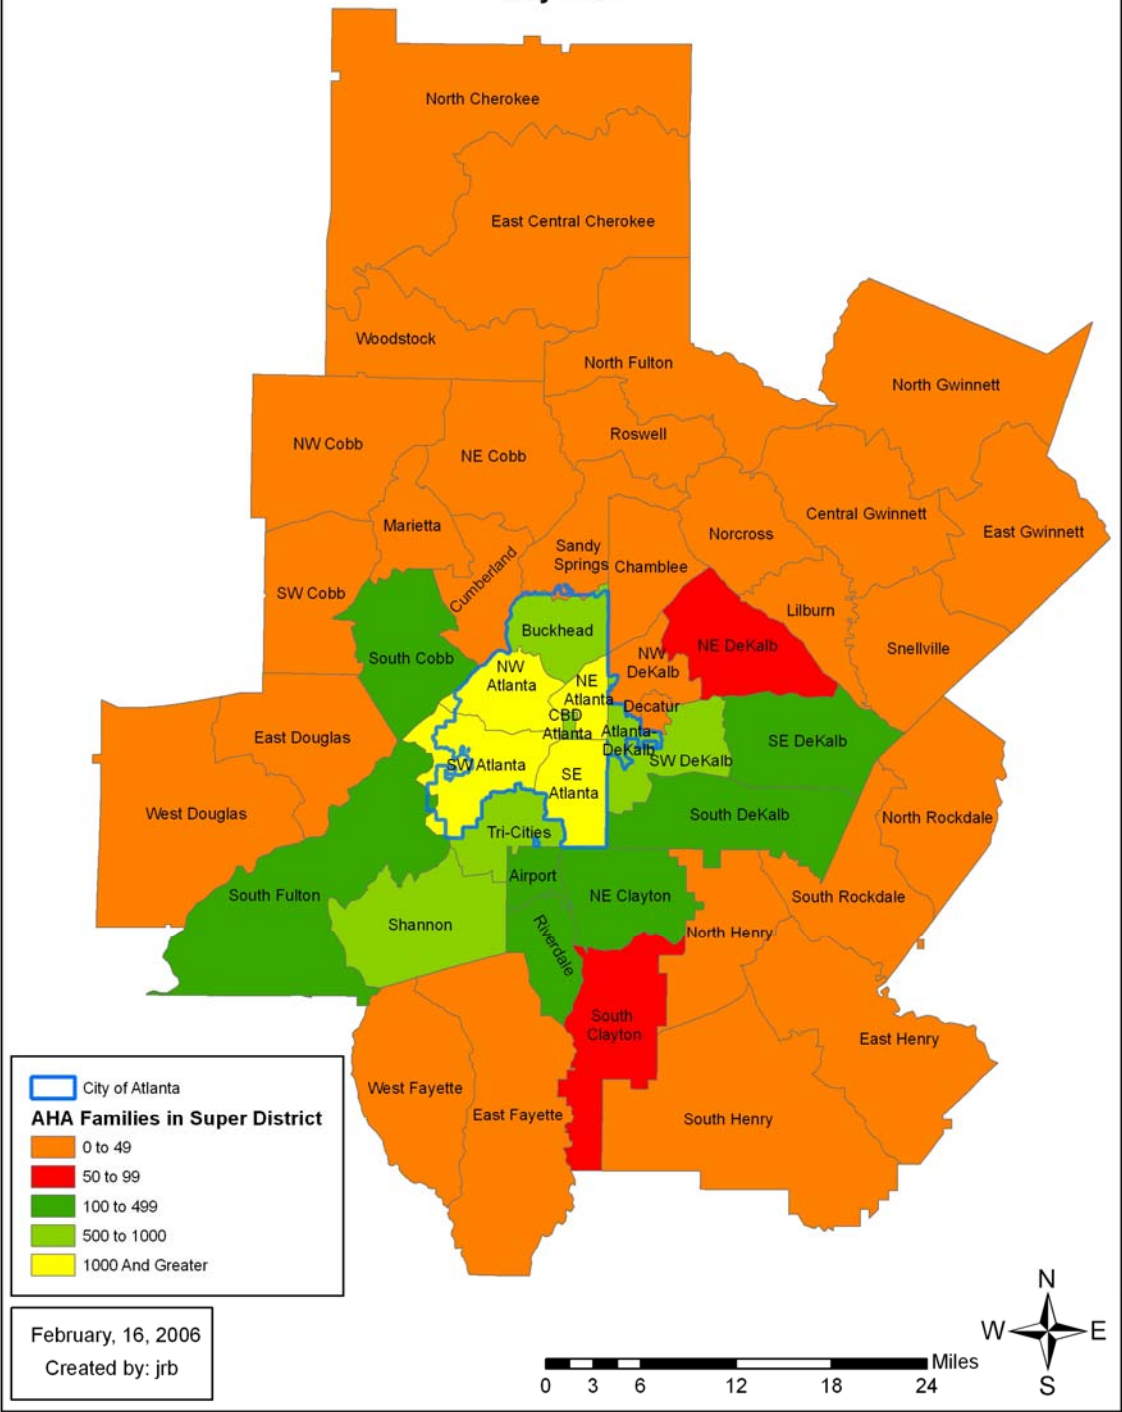 North Cherokee
East Central Cherokee
Woodstock
North Fulton
North Gwinnett
NW Cobb
NE Cobb
Roswell
Marietta
Central Gwinnett
East Gwinnett
Norcross
Sandy
Springs
Chamblee
Cumberland
SW Cobb
Lilburn
Buckhead
NE DeKalb
Snellville
South Cobb
NW
DeKalb
NW
Atlanta
NE
Atlanta
Decatur
CBD
Atlanta
Atlanta-
DeKalb
East Douglas
SE DeKalb
SW DeKalb
SW Atlanta
SE
Atlanta
West Douglas
South DeKalb
North Rockdale
Tri-Cities
Airport
South Fulton
NE Clayton
South Rockdale
Shannon
Riverdale
North Henry
South
Clayton
East Henry
West Fayette
East Fayette
South Henry
City of Atlanta
AHA Families in Super District
0 to 49
50 to 99
100 to 499
500 to 1000
1000 And Greater
February, 16, 2006
Created by: jrb
N
W E
S
Miles
0 3 6 12 18 24